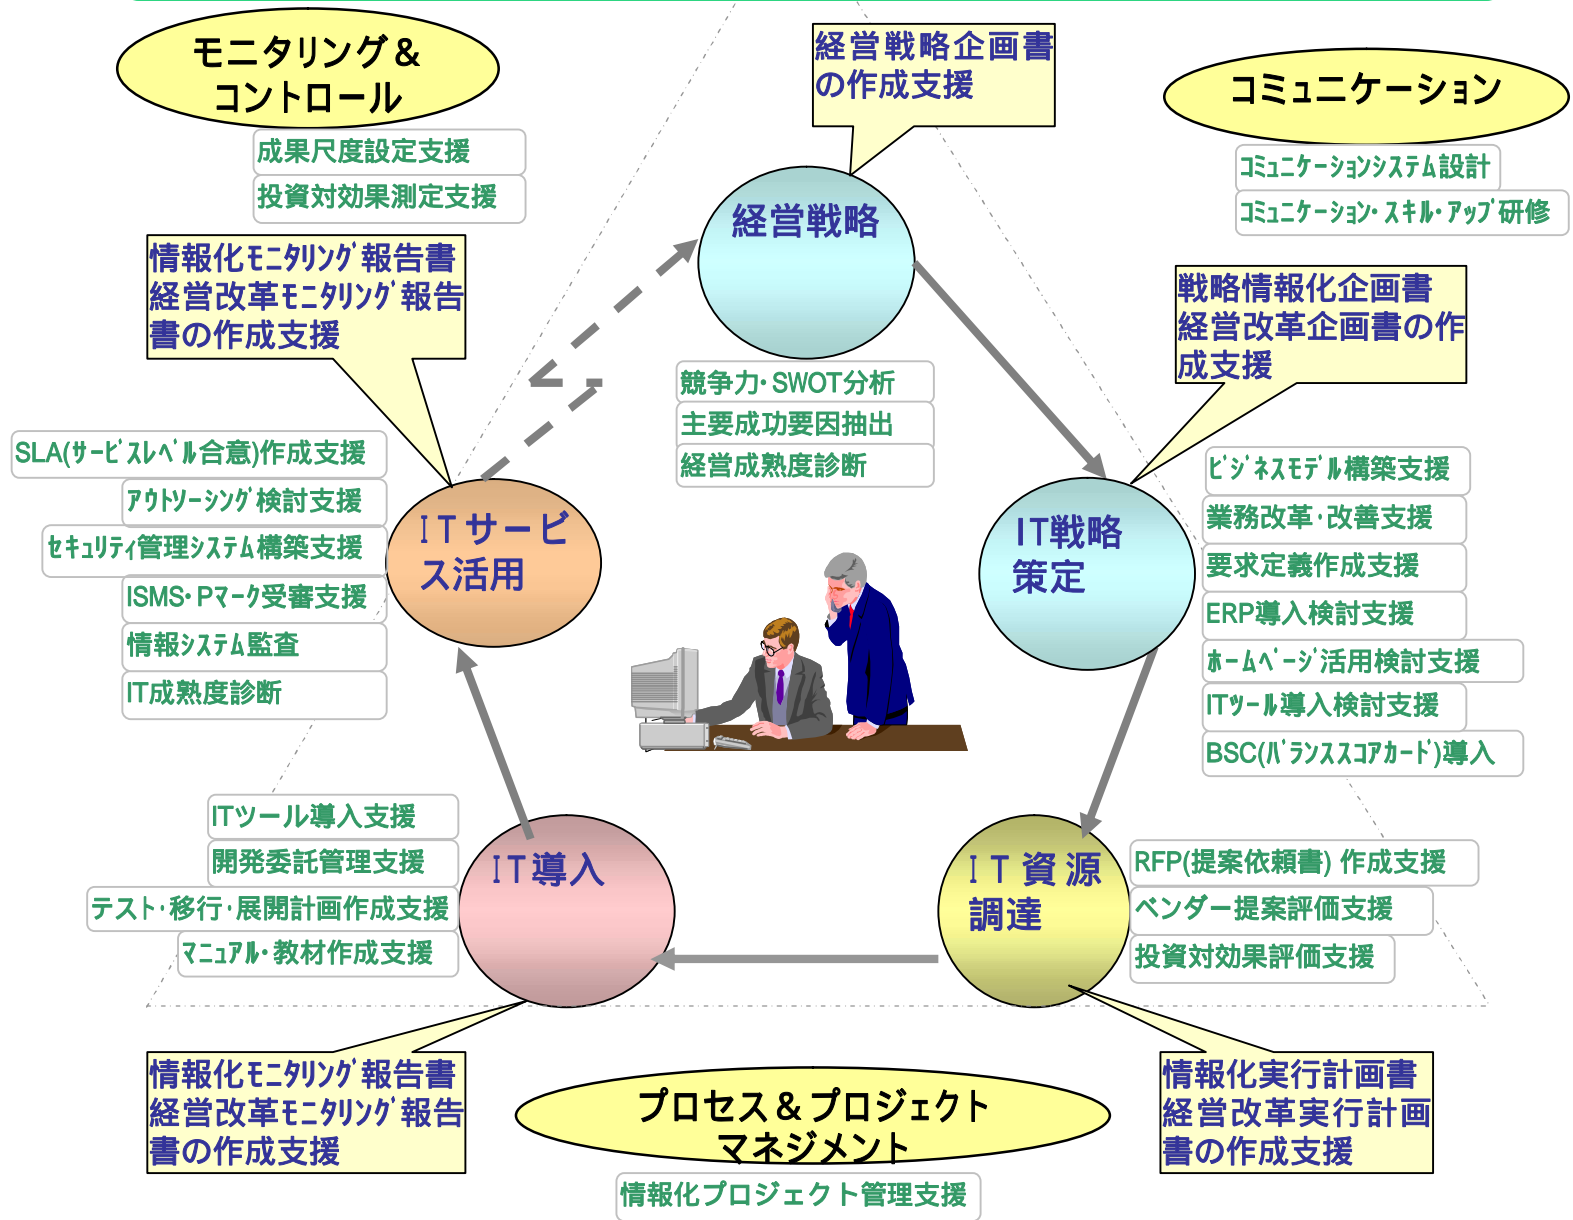 モニタリング＆
コントロール
成果尺度設定支援
投資対効果測定支援
経営戦略企画書
の作成支援
コミュニケーション
ｺﾐｭﾆｹｰｼｮﾝｼｽﾃﾑ設計
ｺﾐｭﾆｹｰｼｮﾝ・ｽｷﾙ・ｱｯﾌﾟ研修
経営戦略
競争力・SWOT分析
主要成功要因抽出
経営成熟度診断
情報化ﾓﾆﾀﾘﾝｸﾞ報告書
経営改革ﾓﾆﾀﾘﾝｸﾞ報告
書の作成支援
戦略情報化企画書
経営改革企画書の作
成支援
SLA(ｻｰﾋﾞｽﾚﾍﾞﾙ合意)作成支援
ｱｳﾄｿｰｼﾝｸﾞ検討支援
ｾｷｭﾘﾃｨ管理ｼｽﾃﾑ構築支援
ISMS・Pﾏｰｸ受審支援
情報ｼｽﾃﾑ監査
IT成熟度診断
ＩＴサービ
ス活用
IT戦略
策定
ﾋﾞｼﾞﾈｽﾓﾃﾞﾙ構築支援
業務改革・改善支援
要求定義作成支援
ERP導入検討支援
ﾎｰﾑﾍﾟｰｼﾞ活用検討支援
ITﾂｰﾙ導入検討支援
BSC(ﾊﾞﾗﾝｽｽｺｱｶｰﾄﾞ)導入
ITツール導入支援
開発委託管理支援
テスト・移行・展開計画作成支援
ﾏﾆｭｱﾙ・教材作成支援
ＩＴ導入
ＩＴ資源
調達
RFP(提案依頼書) 作成支援
ベンダー提案評価支援
投資対効果評価支援
情報化ﾓﾆﾀﾘﾝｸﾞ報告書
経営改革ﾓﾆﾀﾘﾝｸﾞ報告
書の作成支援
プロセス＆プロジェクト
マネジメント
情報化プロジェクト管理支援
情報化実行計画書
経営改革実行計画
書の作成支援